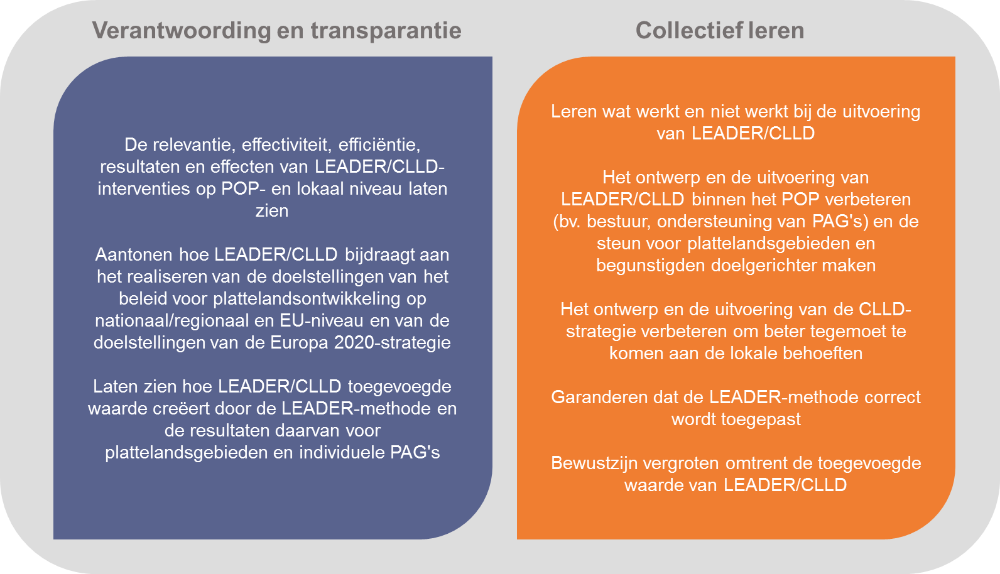 Verantwoording en transparantie
De relevantie, effectiviteit, efficiëntie,
resultaten en effecten van LEADER/CLLD-
interventies op POP- en lokaal niveau laten
zien
Aantonen hoe LEADER/CLLD bijdraagt aan
het realiseren van de doelstellingen van het
beleid voor plattelandsontwikkeling op
nationaal/regionaal en EU-niveau en van de
doelstellingen van de Europa 2020-strategie
Laten zien hoe LEADER/CLLD toegevoegde
waarde creëert door de LEADER-methode en
de resultaten daarvan voor
plattelandsgebieden en individuele PAG's
Collectief leren
Leren wat werkt en niet werkt bij de uitvoering
van LEADER/CLLD
Het ontwerp en de uitvoering van
LEADER/CLLD binnen het POP verbeteren
(bv. bestuur, ondersteuning van PAG's) en de
steun voor plattelandsgebieden en
begunstigden doelgerichter maken
Het ontwerp en de uitvoering van de CLLD-
strategie verbeteren om beter tegemoet te
komen aan de lokale behoeften
Garanderen dat de LEADER-methode correct
wordt toegepast
Bewustzijn vergroten omtrent de toegevoegde
waarde van LEADER/CLLD